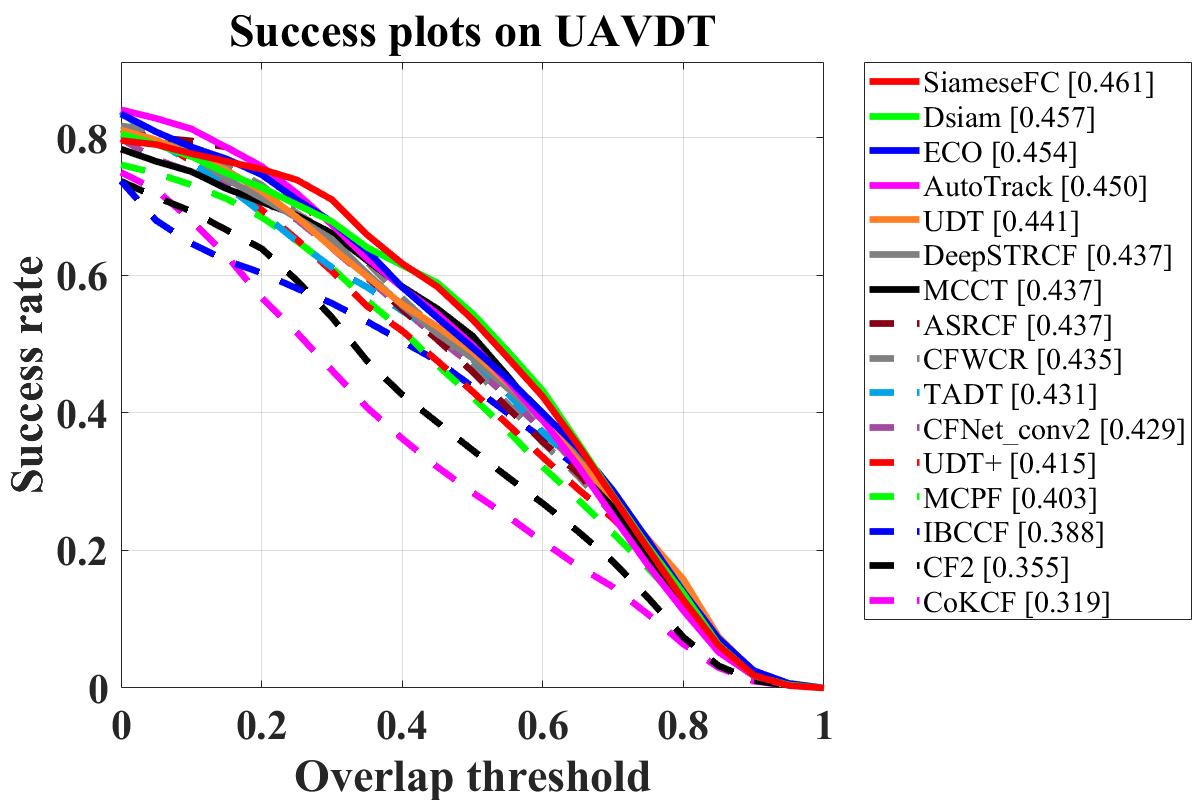 Success plots on UAVDT
Success rate
0.8
0.6
0.4
0.2
0
0 0.2 0.4 0.6 0.8 1
Overlap threshold
SiameseFC [0.461]
Dsiam [0.457]
ECO [0.454]
AutoTrack [0.450]
UDT [0.441]
DeepSTRCF [0.437]
MCCT [0.437]
ASRCF [0.437]
CFWCR [0.435]
TADT [0.431]
CFNet_conv2 [0.429]
UDT+ [0.415]
MCPF [0.403]
IBCCF [0.388]
CF2 [0.355]
CoKCF [0.319]